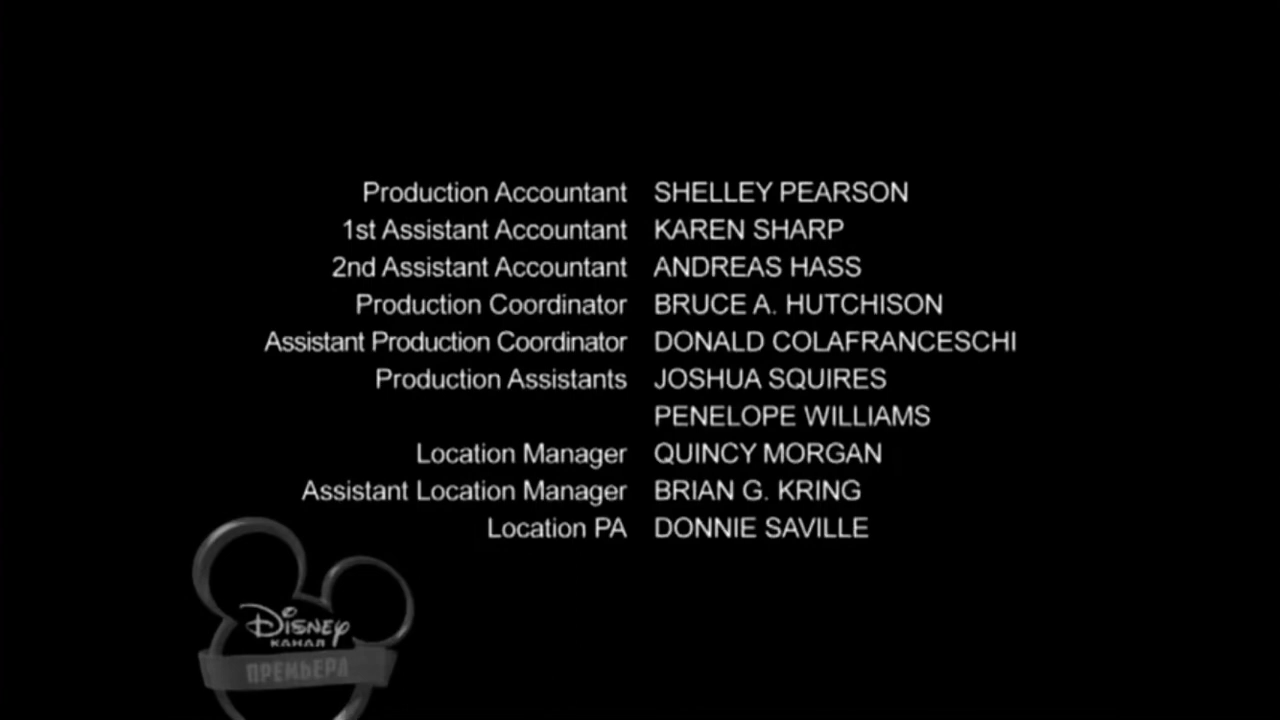 Production Accountant SHELLEY PEARSON
1st Assistant Accountant KAREN SHARP
2nd Assistant Accountant ANDREAS HASS
Production Coordinator BRUCE A. HUTCHISON
Assistant Production Coordinator DONALD COLAFRANCESCHI
Production Assistants JOSHUA SQUIRES
PENELOPE WILLIAMS
Location Manager QUINCY MORGAN
Assistant Location Manager BRIAN G. KRING
Location PA DONNIE SAVILLE
DISNEY
КАНАЛ
ПРЕМЬЕРА